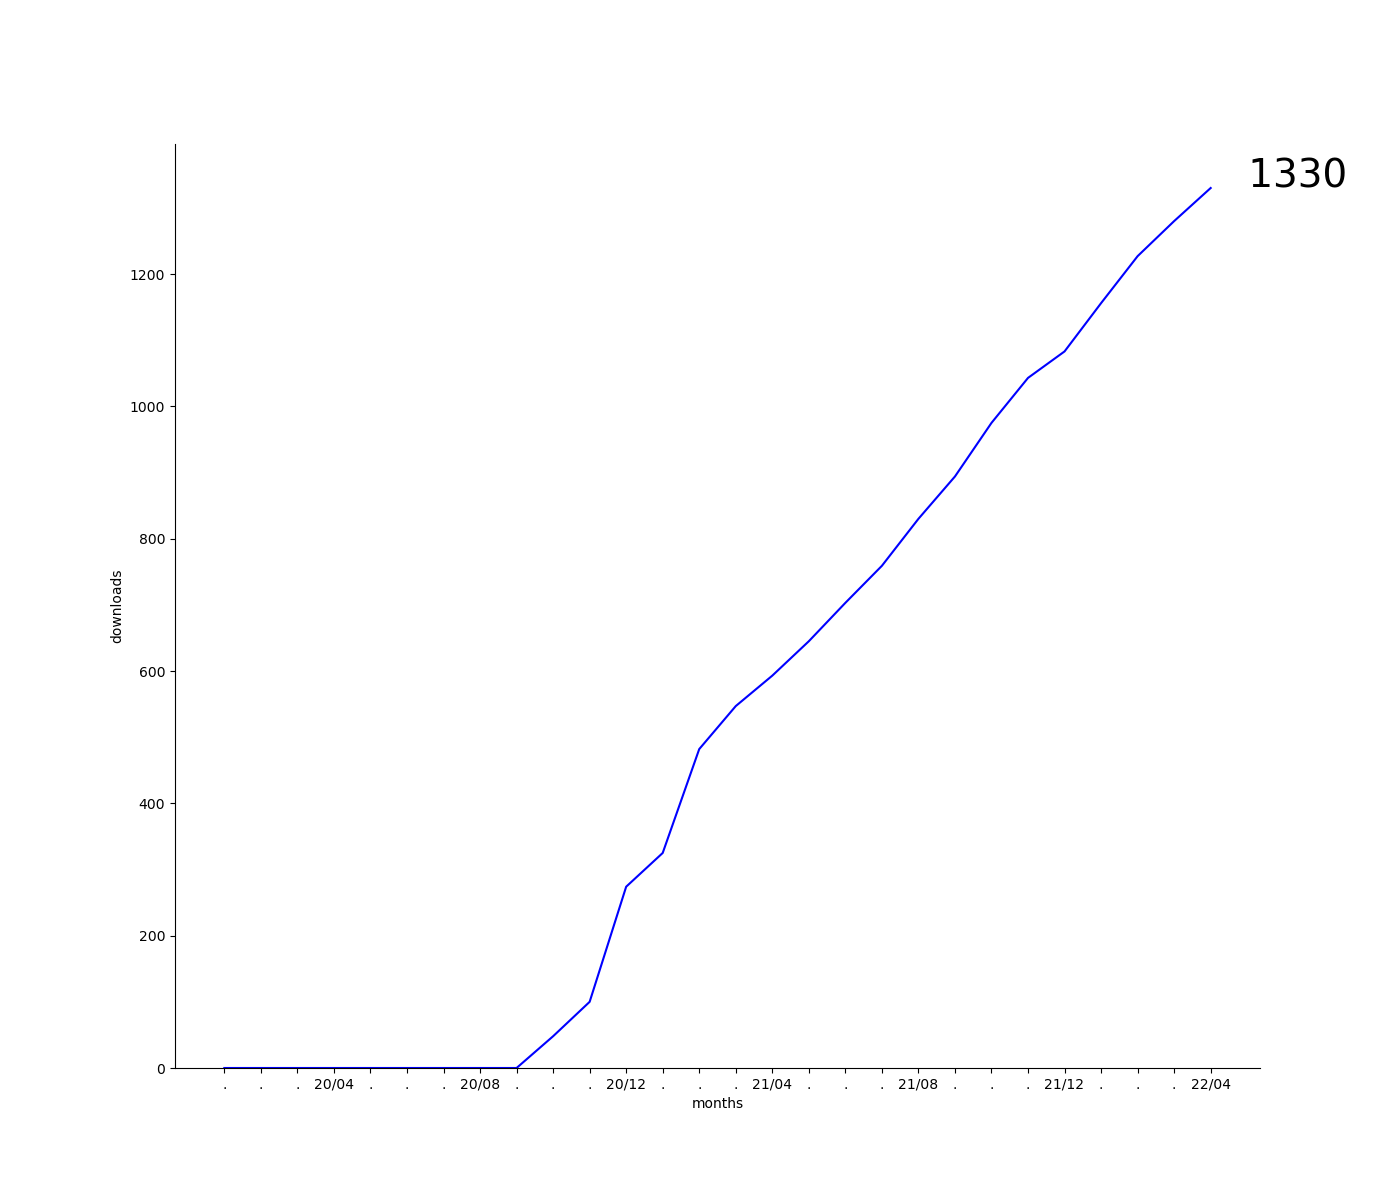 1330
1200
1000
800
600
400
200
0
downloads
. . . 20/04 . . . 20/08 . . . 20/12 . . . 21/04 . . . 21/08 . . . 21/12 . . . 22/04
months